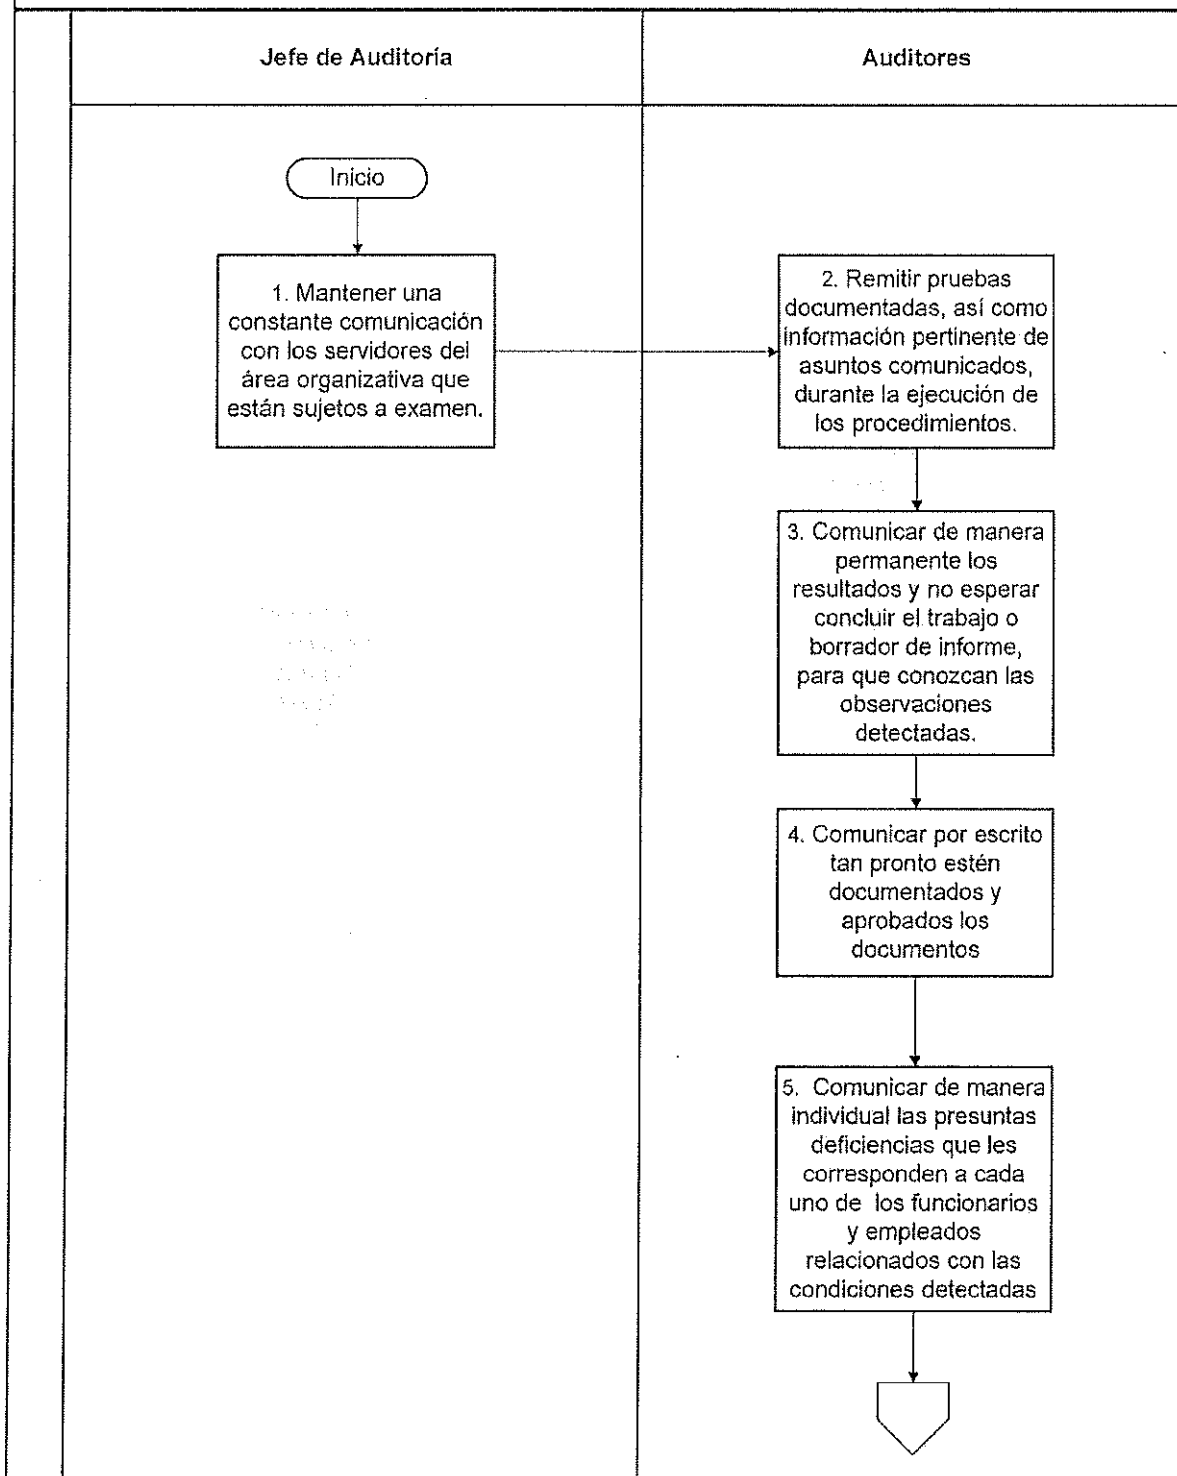 Jefe de Auditoría
Auditores
Inicio
1. Mantener una
constante comunicación
con los servidores del
área organizativa que
están sujetos a examen.
2. Remitir pruebas
documentadas, así como
información pertinente de
asuntos comunicados,
durante la ejecución de
los procedimientos.
3. Comunicar de manera
permanente los
resultados y no esperar
concluir el trabajo o
borrador de informe,
para que conozcan las
observaciones
detectadas.
4. Comunicar por escrito
tan pronto estén
documentados y
aprobados los
documentos
5. Comunicar de manera
individual las presuntas
deficiencias que les
corresponden a cada
uno de los funcionarios
y empleados
relacionados con las
condiciones detectadas